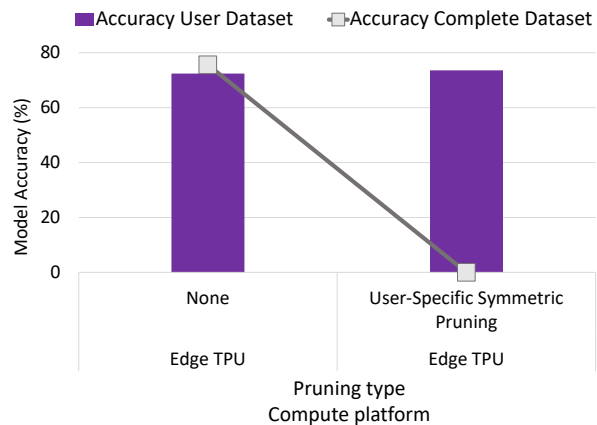 Accuracy User Dataset Accuracy Complete Dataset
Model Accuracy (%)
80
60
40
20
0
None
User-Specific Symmetric
Pruning
Edge TPU Edge TPU
Pruning type
Compute platform